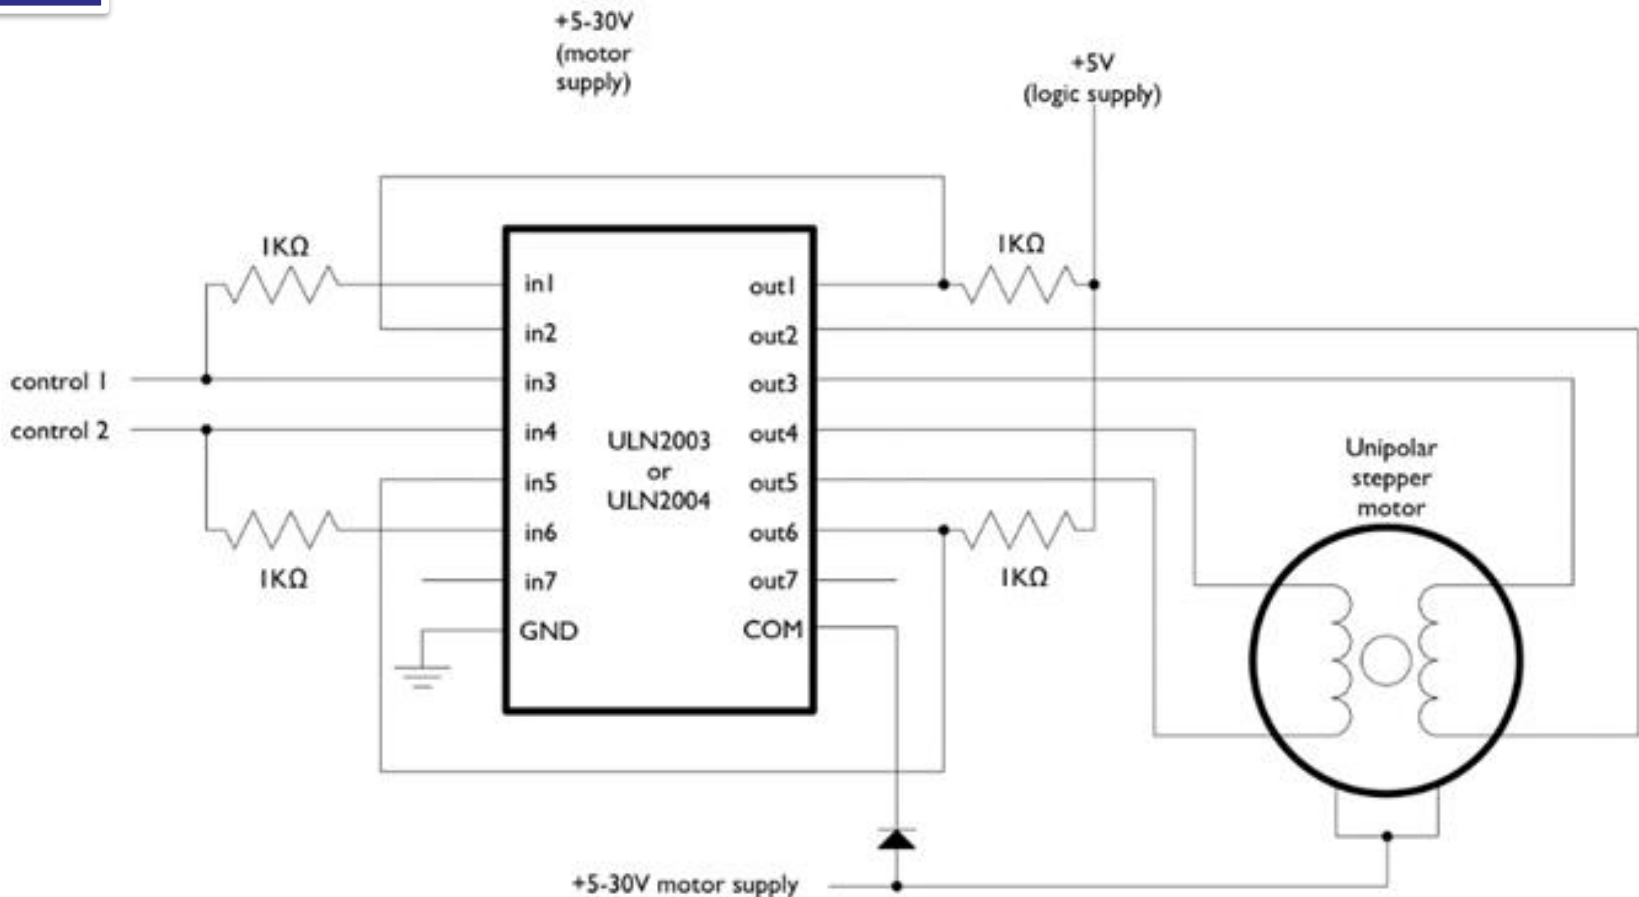 +5-30V
(motor
supply)
+5V
(logic supply)
1KΩ
1KΩ
in1
out1
in2
out2
control 1
in3
out3
control 2
in4
out4
ULN2003
or
ULN2004
in5
out5
in6
out6
1KΩ
1KΩ
in7
out7
GND
COM
Unipolar
stepper
motor
+5-30V motor supply